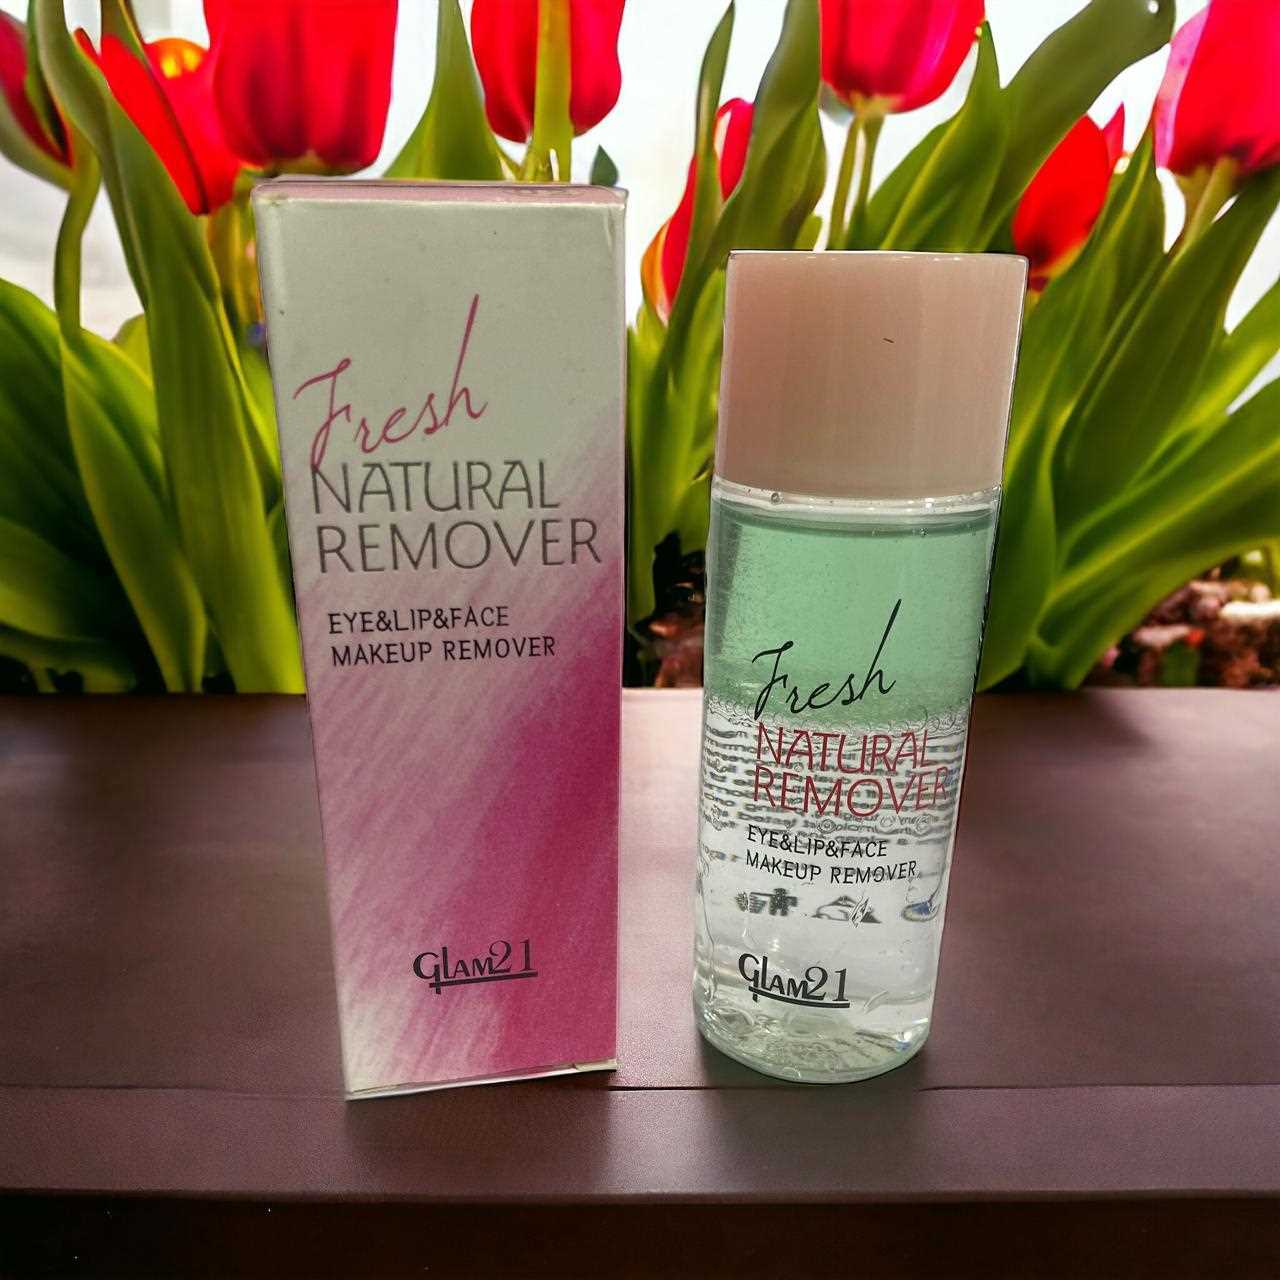 Fresh
NATURAL
REMOVER
EYE&LIP&FACE
MAKEUP REMOVER
GLAM21
Fresh
NATURAL
REMOVER
EYE&LIP&FACE
MAKEUP REMOVER
GLAM21